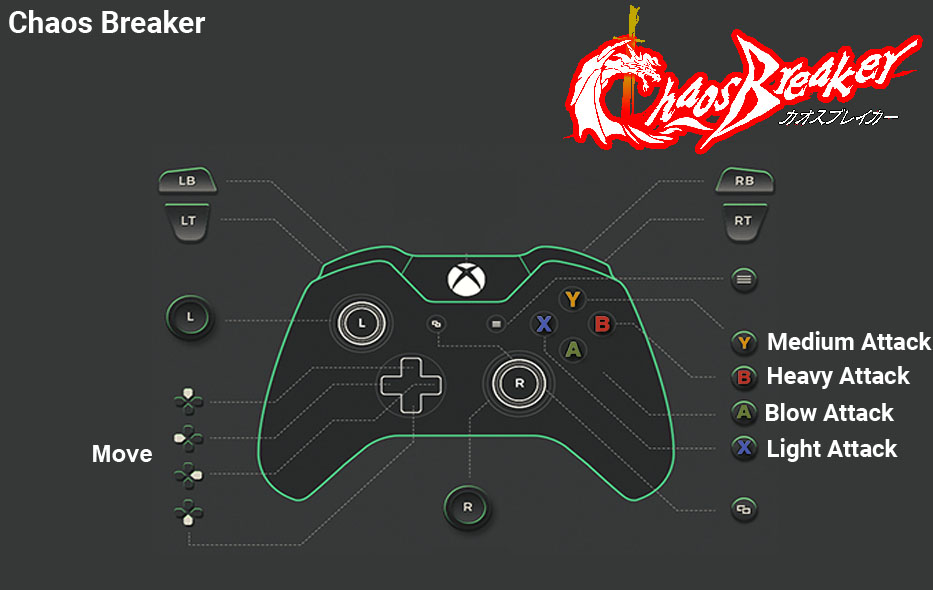 Chaos Breaker
ChaosBreaker
カオスブレイカー
LB
RB
LT
RT
L
L
Y
X
B
A
R
Y Medium Attack
B Heavy Attack
A Blow Attack
X Light Attack
Move
R